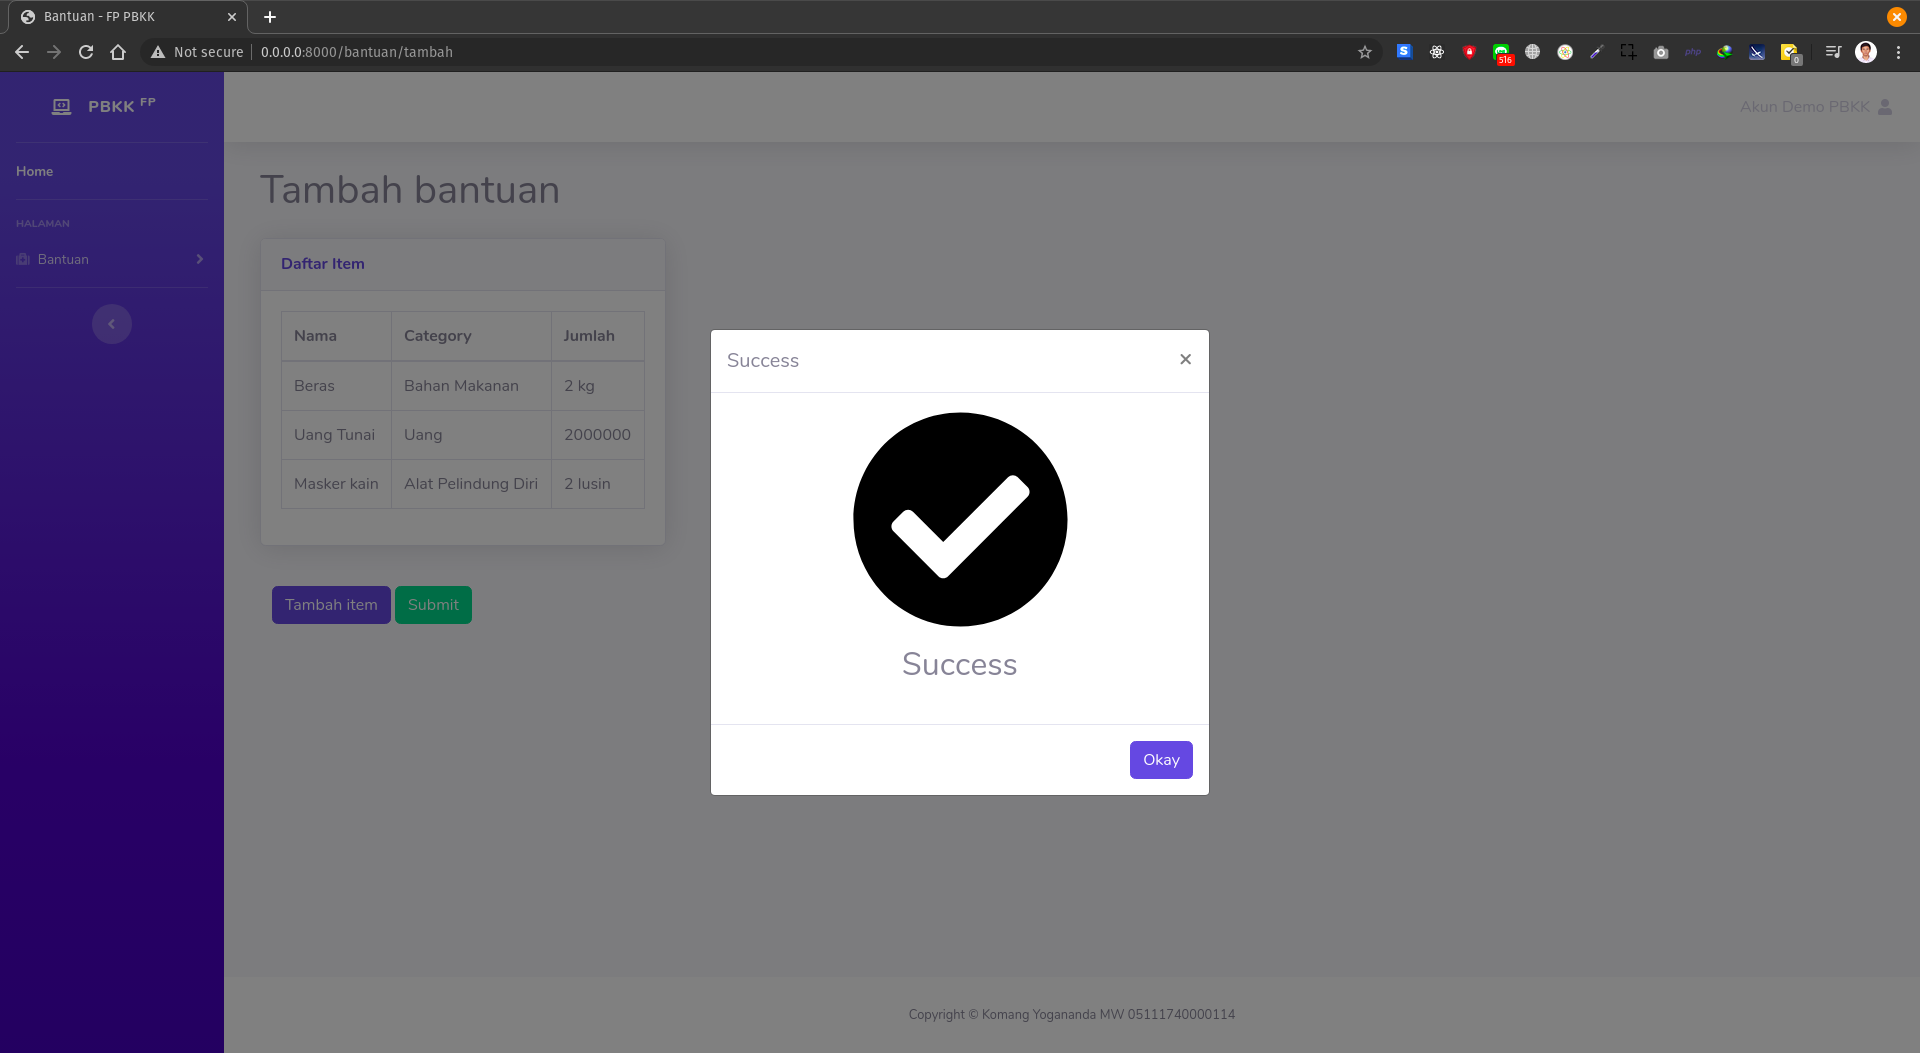 Bantuan - FP PBKK
Not secure 0.0.0.0:8000/bantuan/tambah
516
php
0
PBKK FP
Akun Demo PBKK
Home
HALAMAN
Bantuan
Tambah bantuan
Daftar Item
Nama Category Jumlah
Beras Bahan Makanan 2 kg
Uang Tunai Uang 2000000
Masker kain Alat Pelindung Diri 2 lusin
Tambah item Submit
Success ×
Success
Okay
Copyright © Komang Yogananda MW 05111740000114